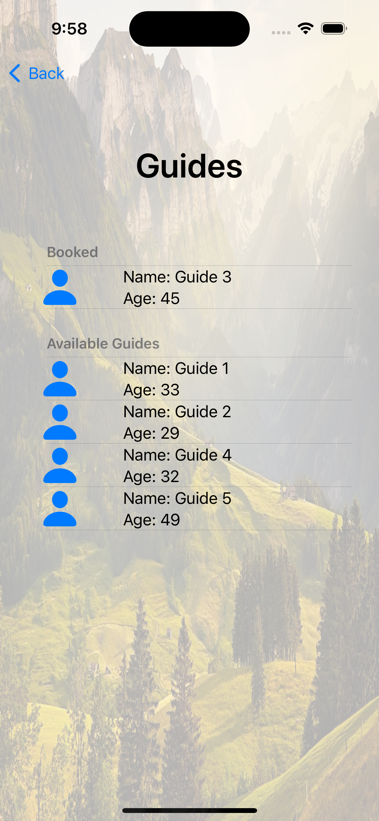 9:58
Back
Guides
Booked
Name: Guide 3
Age: 45
Available Guides
Name: Guide 1
Age: 33
Name: Guide 2
Age: 29
Name: Guide 4
Age: 32
Name: Guide 5
Age: 49